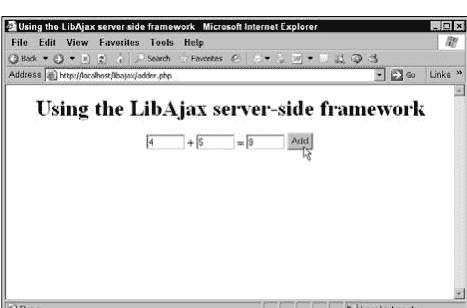 Using the LibAjax server-side framework   Microsoft Internet Explorer
File Edit View Favorites Tools Help
Back Search Favorites
Address http://localhost/libajax/adder.php Go Links »
Using the LibAjax server-side framework
4 + 5 = 9 Add